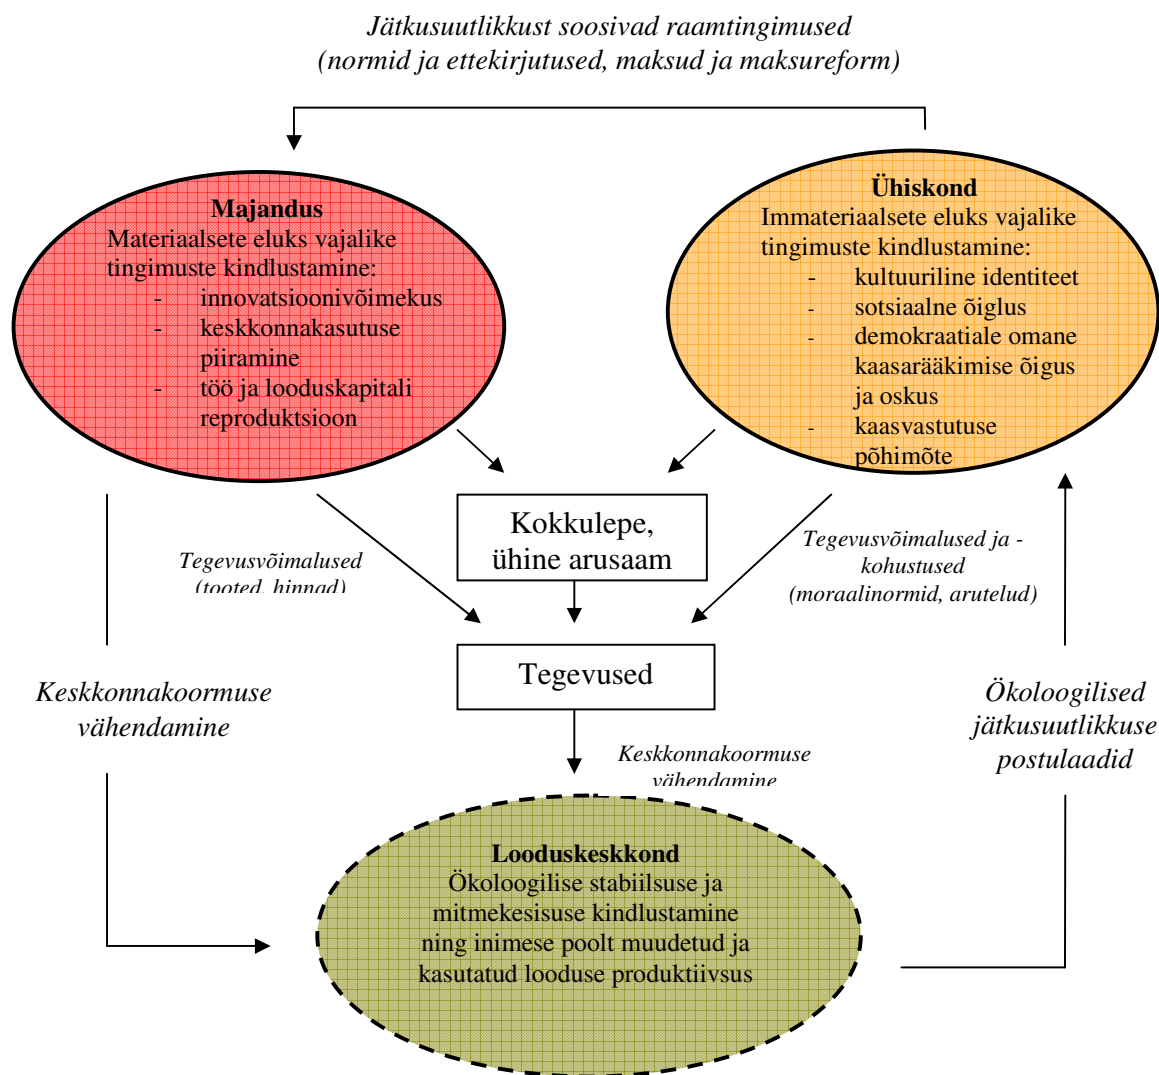 Jätkusuutlikkust soosivad raamtingimused
(normid ja ettekirjutused, maksud ja maksureform)
Majandus
Materiaalsete eluks vajalike
tingimuste kindlustamine:
- innovatsioonivõimekus
- keskkonnakasutuse
piiramine
- töö ja looduskapitali
reproduktsioon
Ühiskond
Immateriaalsete eluks vajalike
tingimuste kindlustamine:
- kultuuriline identiteet
- sotsiaalne õiglus
- demokraatiale omane
kaasarääkimise õigus
ja oskus
- kaasvastutuse
põhimõte
Kokkulepe,
ühine arusaam
Tegevusvõimalused
(tooted, hinnad)
Tegevusvõimalused ja -
kohustused
(moraalinormid, arutelud)
Tegevused
Keskkonnakoormuse
vähendamine
Ökoloogilised
jätkusuutlikkuse
postulaadid
Keskkonnakoormuse
vähendamine
Looduskeskkond
Ökoloogilise stabiilsuse ja
mitmekesisuse kindlustamine
ning inimese poolt muudetud ja
kasutatud looduse produktiivsus